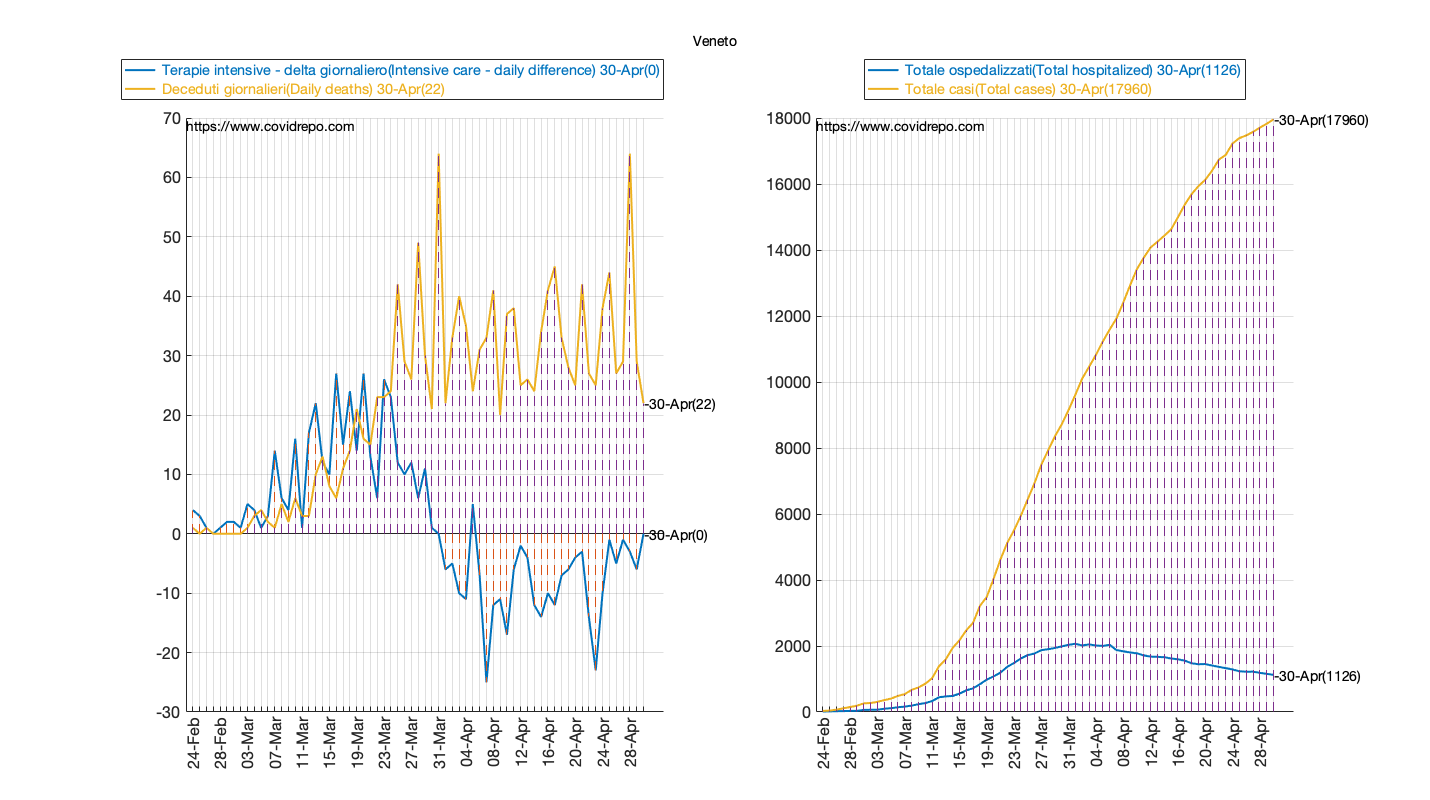 Veneto
Terapie intensive - delta giornaliero(Intensive care - daily difference) 30-Apr(0)
Deceduti giornalieri(Daily deaths) 30-Apr(22)
https://www.covidrepo.com
70
60
50
40
30
20
10
0
-10
-20
-30
-30-Apr(22)
-30-Apr(0)
24-Feb
28-Feb
03-Mar
07-Mar
11-Mar
15-Mar
19-Mar
23-Mar
27-Mar
31-Mar
04-Apr
08-Apr
12-Apr
16-Apr
20-Apr
24-Apr
28-Apr
Totale ospedalizzati(Total hospitalized) 30-Apr(1126)
Totale casi(Total cases) 30-Apr(17960)
https://www.covidrepo.com
18000
16000
14000
12000
10000
8000
6000
4000
2000
0
-30-Apr(17960)
-30-Apr(1126)
24-Feb
28-Feb
03-Mar
07-Mar
11-Mar
15-Mar
19-Mar
23-Mar
27-Mar
31-Mar
04-Apr
08-Apr
12-Apr
16-Apr
20-Apr
24-Apr
28-Apr